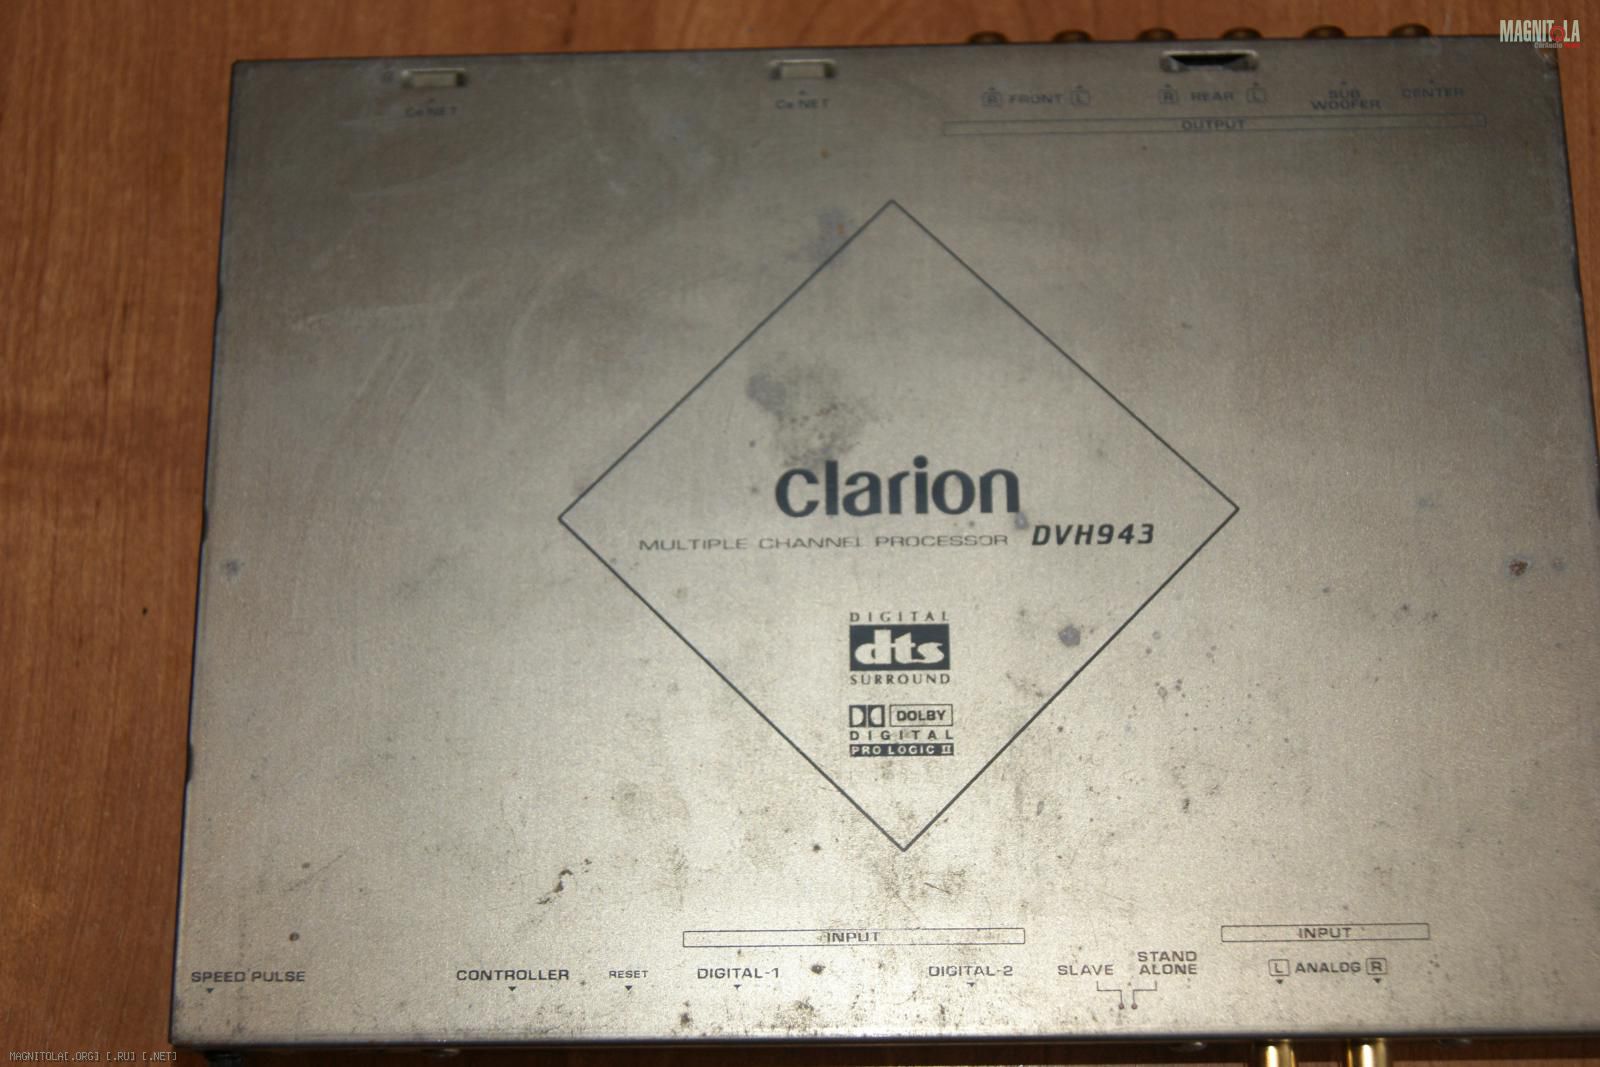 MAGNITOLA
CarAudio
Ce NET
Ce NET
R FRONT L
R REAR L
SUB WOOFER
CENTER
OUTPUT
clarion
MULTIPLE CHANNEL PROCESSOR DVH943
DIGITAL
dts
SURROUND
DOLBY
DIGITAL
PRO LOGIC II
INPUT
INPUT
SPEED PULSE
CONTROLLER
RESET
DIGITAL-1
DIGITAL-2
SLAVE
STAND
ALONE
L ANALOG R
MAGNITOLA[.ORG] [.RU] [.NET]